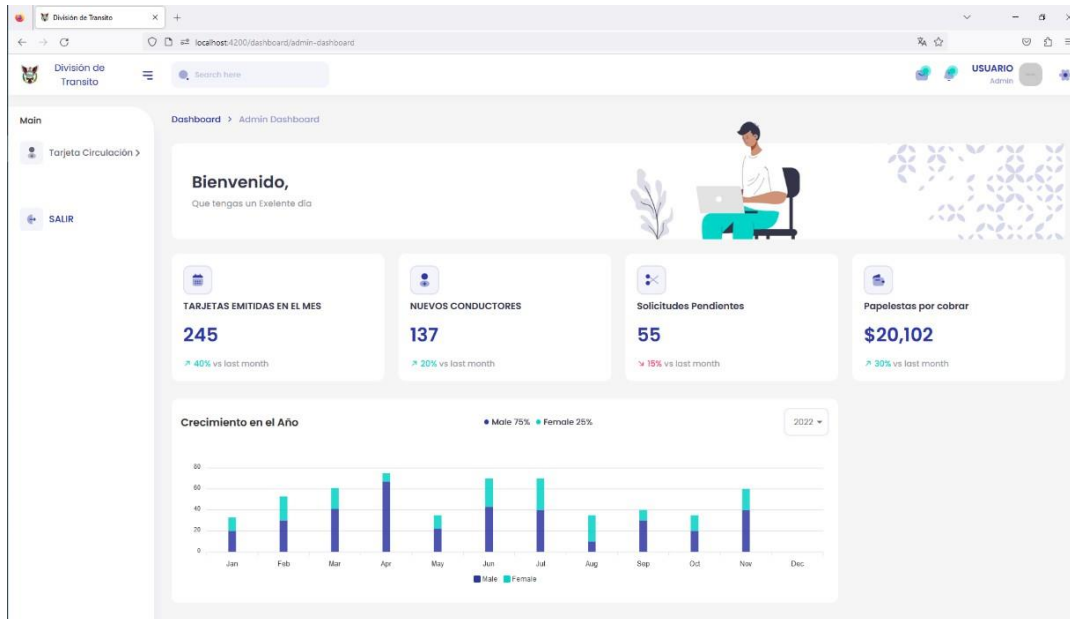 División de Transito
localhost:4200/dashboard/admin-dashboard
División de
Transito
Search here
USUARIO
Admin
Main
Tarjeta Circulación >
SALIR
Dashboard > Admin Dashboard
Bienvenido,
Que tengas un Exelente día
TARJETAS EMITIDAS EN EL MES
245
40% vs last month
NUEVOS CONDUCTORES
137
20% vs last month
Solicitudes Pendientes
55
15% vs last month
Papelestas por cobrar
$20,102
30% vs last month
Crecimiento en el Año
Male 75% Female 25%
2022
80
60
40
20
0
Jan Feb Mar Apr May Jun Jul Aug Sep Oct Nov Dec
Male Female